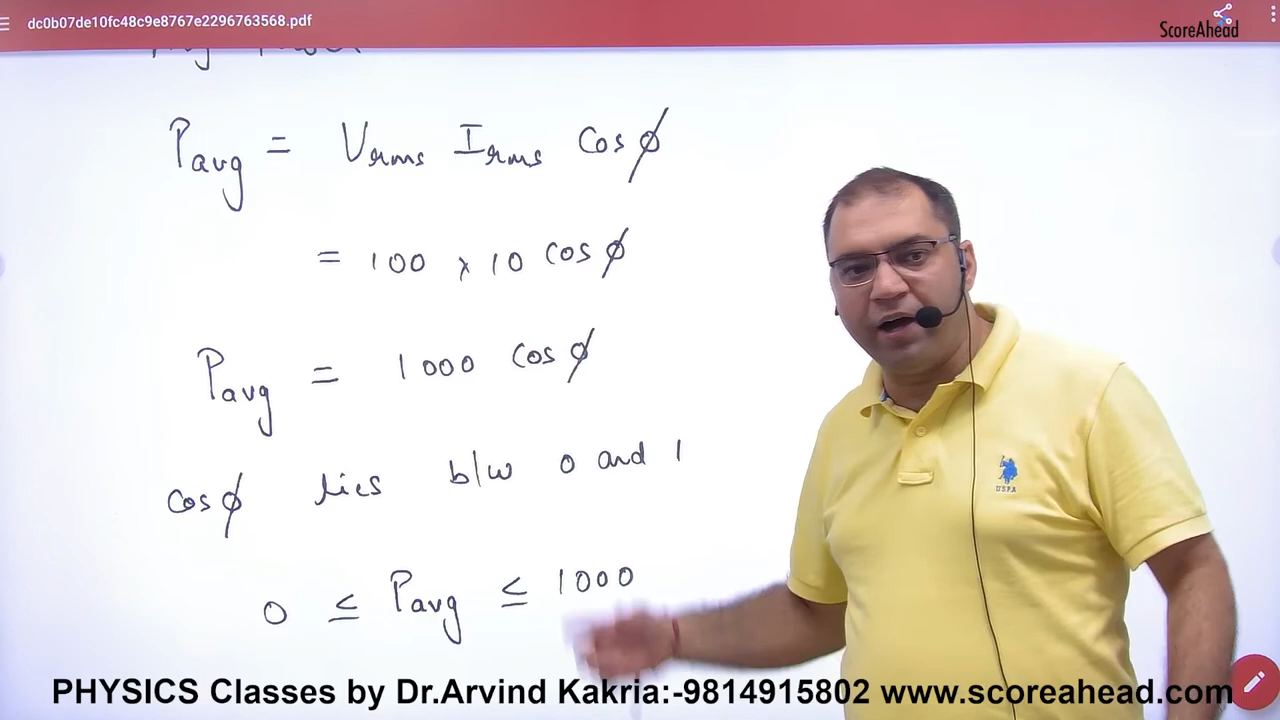 dc0b07de10fc48c9e8767e2296763568.pdf
ScoreAhead
Pavg = Vrms Irms cos ϕ
= 100 x 10 cos ϕ
Pavg = 1000 cos ϕ
cos ϕ lies b/w 0 and 1
0 ≤ Pavg ≤ 1000
USPA
PHYSICS Classes by Dr.Arvind Kakria:-9814915802 www.scoreahead.com